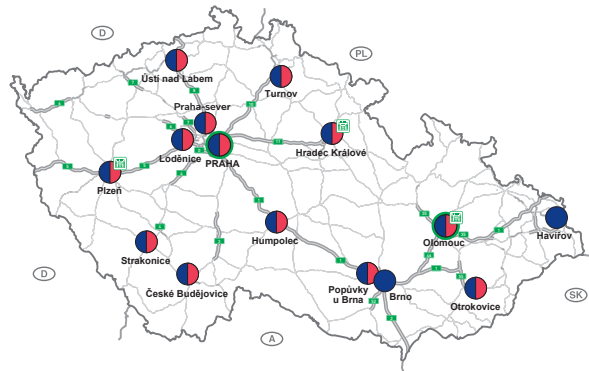 D
PL
Ústí nad Labem
Turnov
Praha-sever
Loděnice
PRAHA
Hradec Králové
Plzeň
Humpolec
Olomouc
Havířov
Strakonice
D
České Budějovice
Popůvky
u Brna
Brno
Otrokovice
SK
A